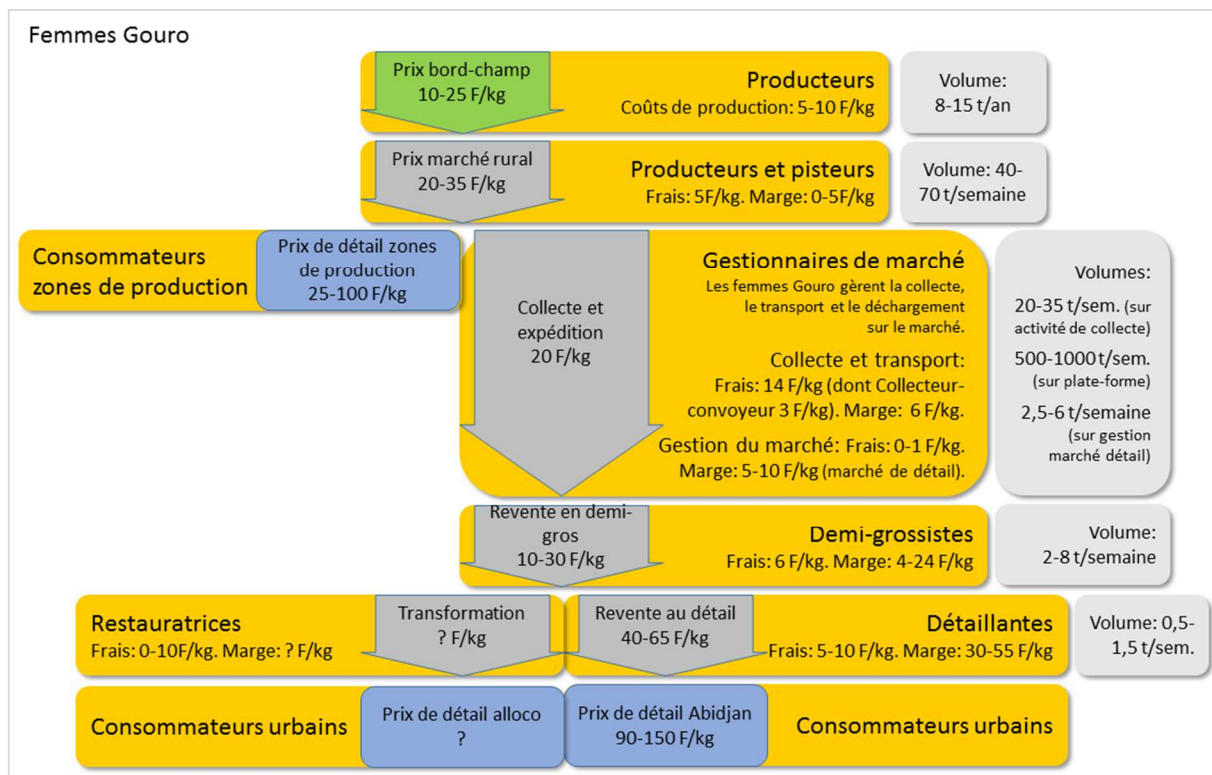 Femmes Gouro
Prix bord-champ
10-25 F/kg
Producteurs
Coûts de production: 5-10 F/kg
Volume:
8-15 t/an
Prix marché rural
20-35 F/kg
Producteurs et pisteurs
Frais: 5F/kg. Marge: 0-5F/kg
Volume: 40-
70 t/semaine
Consommateurs
zones de production
Prix de détail zones
de production
25-100 F/kg
Collecte et
expédition
20 F/kg
Gestionnaires de marché
Les femmes Gouro gèrent la collecte,
le transport et le déchargement
sur le marché.
Collecte et transport:
Frais: 14 F/kg (dont Collecteur-
convoyeur 3 F/kg). Marge: 6 F/kg.
Gestion du marché: Frais: 0-1 F/kg.
Marge: 5-10 F/kg (marché de détail).
Volumes:
20-35 t/sem. (sur
activité de collecte)
500-1000 t/sem.
(sur plate-forme)
2,5-6 t/semaine
(sur gestion
marché détail)
Revente en demi-
gros
10-30 F/kg
Demi-grossistes
Frais: 6 F/kg. Marge: 4-24 F/kg
Volume:
2-8 t/semaine
Restauratrices
Frais: 0-10F/kg. Marge: ? F/kg
Transformation
? F/kg
Revente au détail
40-65 F/kg
Détaillantes
Frais: 5-10 F/kg. Marge: 30-55 F/kg
Volume: 0,5-
1,5 t/sem.
Consommateurs urbains
Prix de détail alloco
?
Prix de détail Abidjan
90-150 F/kg
Consommateurs urbains